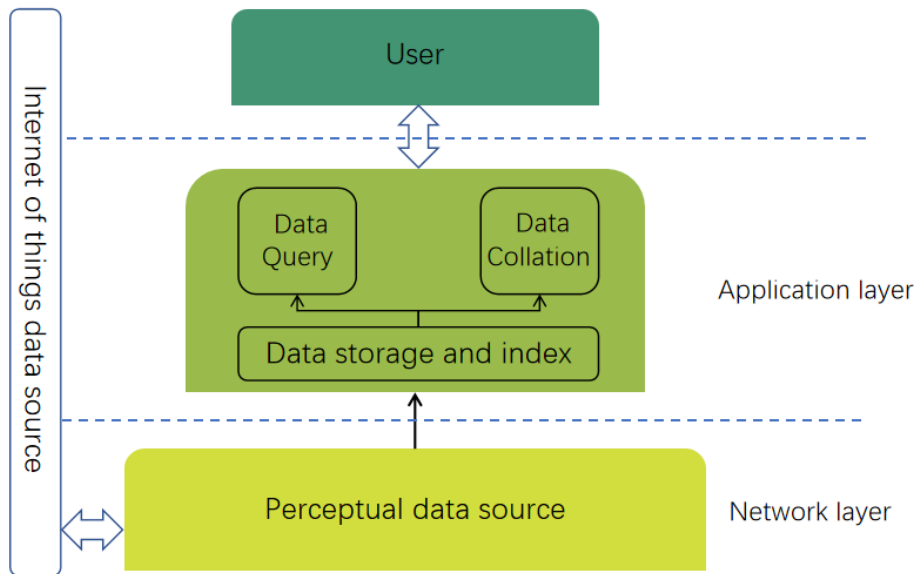 Internet of things data source
User
Data
Query
Data
Collation
Data storage and index
Application layer
Perceptual data source
Network layer